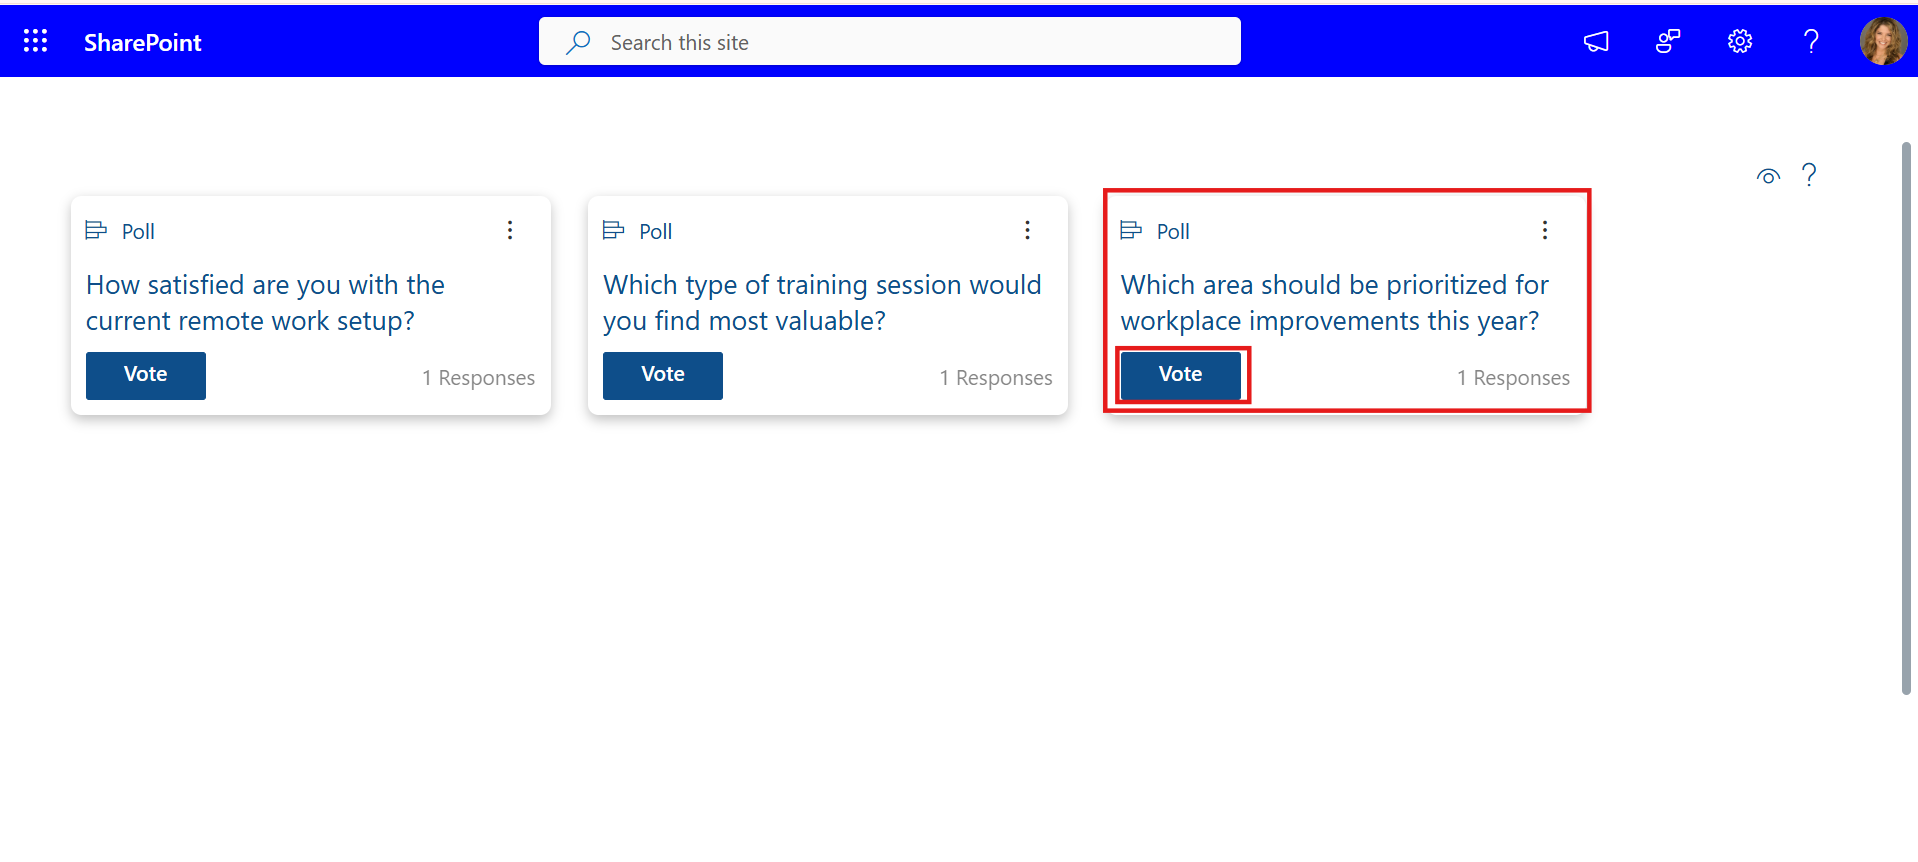 SharePoint
Search this site
Poll
How satisfied are you with the
current remote work setup?
Vote
1 Responses
Poll
Which type of training session would
you find most valuable?
Vote
1 Responses
Poll
Which area should be prioritized for
workplace improvements this year?
Vote
1 Responses